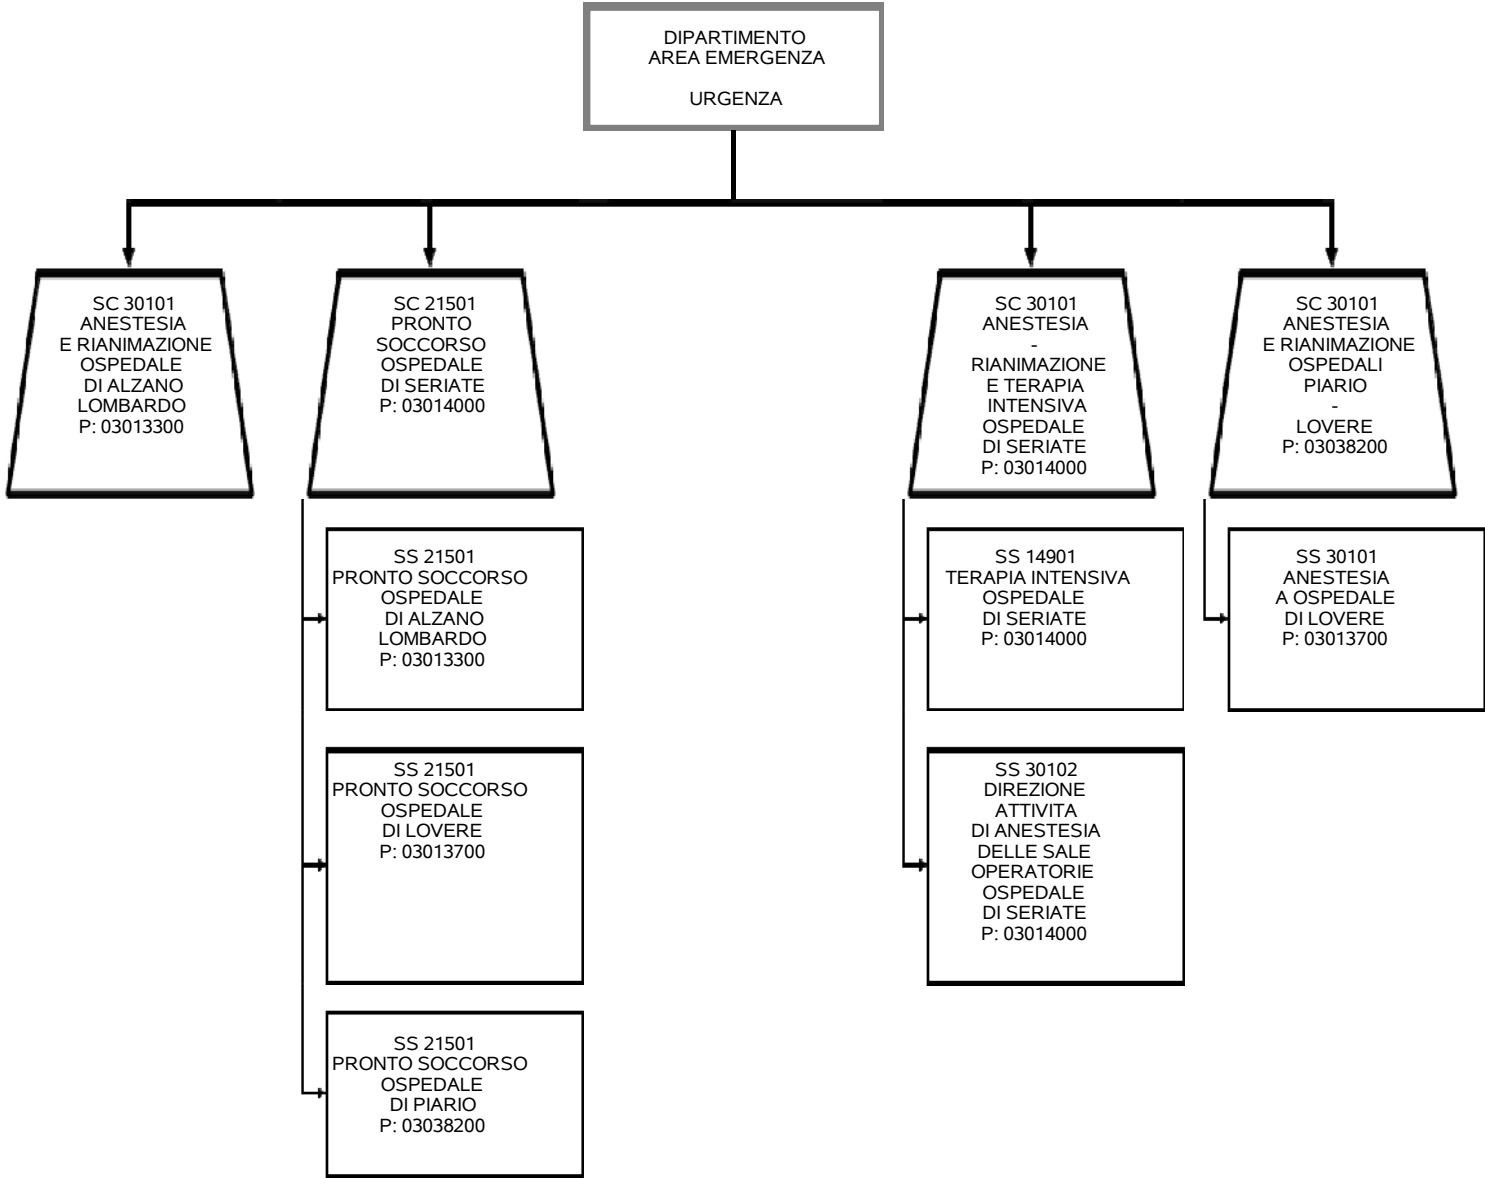 DIPARTIMENTO
AREA EMERGENZA
URGENZA
SC 30101
ANESTESIA
E RIANIMAZIONE
OSPEDALE
DI ALZANO
LOMBARDO
P: 03013300
SC 21501
PRONTO
SOCCORSO
OSPEDALE
DI SERIATE
P: 03014000
SC 30101
ANESTESIA
-
RIANIMAZIONE
E TERAPIA
INTENSIVA
OSPEDALE
DI SERIATE
P: 03014000
SC 30101
ANESTESIA
E RIANIMAZIONE
OSPEDALI
PIARIO
-
LOVERE
P: 03038200
SS 21501
PRONTO SOCCORSO
OSPEDALE
DI ALZANO
LOMBARDO
P: 03013300
SS 14901
TERAPIA INTENSIVA
OSPEDALE
DI SERIATE
P: 03014000
SS 30101
ANESTESIA
A OSPEDALE
DI LOVERE
P: 03013700
SS 21501
PRONTO SOCCORSO
OSPEDALE
DI LOVERE
P: 03013700
SS 30102
DIREZIONE
ATTIVITA
DI ANESTESIA
DELLE SALE
OPERATORIE
OSPEDALE
DI SERIATE
P: 03014000
SS 21501
PRONTO SOCCORSO
OSPEDALE
DI PIARIO
P: 03038200